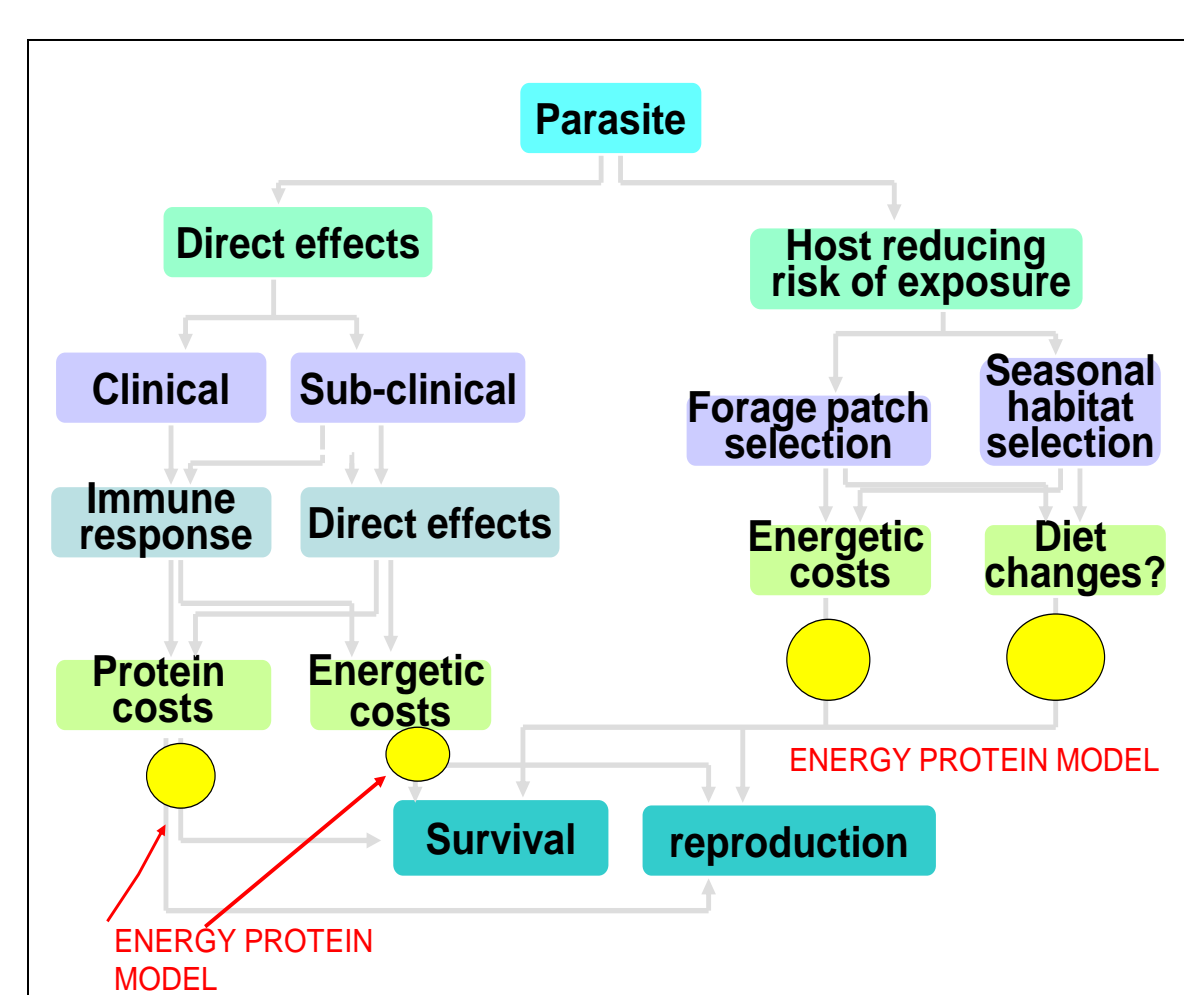 Parasite
Direct effects
Host reducing
risk of exposure
Clinical
Sub-clinical
Forage patch
selection
Seasonal
habitat
selection
Immune
response
Direct effects
Energetic
costs
Diet
changes?
Protein
costs
Energetic
costs
ENERGY PROTEIN MODEL
Survival
reproduction
ENERGY PROTEIN
MODEL